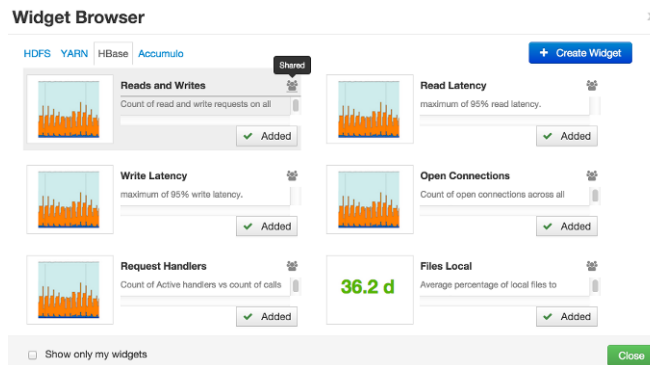 Widget Browser
HDFS YARN HBase Accumulo
+ Create Widget
Shared
Reads and Writes
Count of read and write requests on all
Added
Read Latency
maximum of 95% read latency.
Added
Write Latency
maximum of 95% write latency.
Added
Open Connections
Count of open connections across all
Added
Request Handlers
Count of Active handlers vs count of calls
Added
36.2 d
Files Local
Average percentage of local files to
Added
Show only my widgets
Close